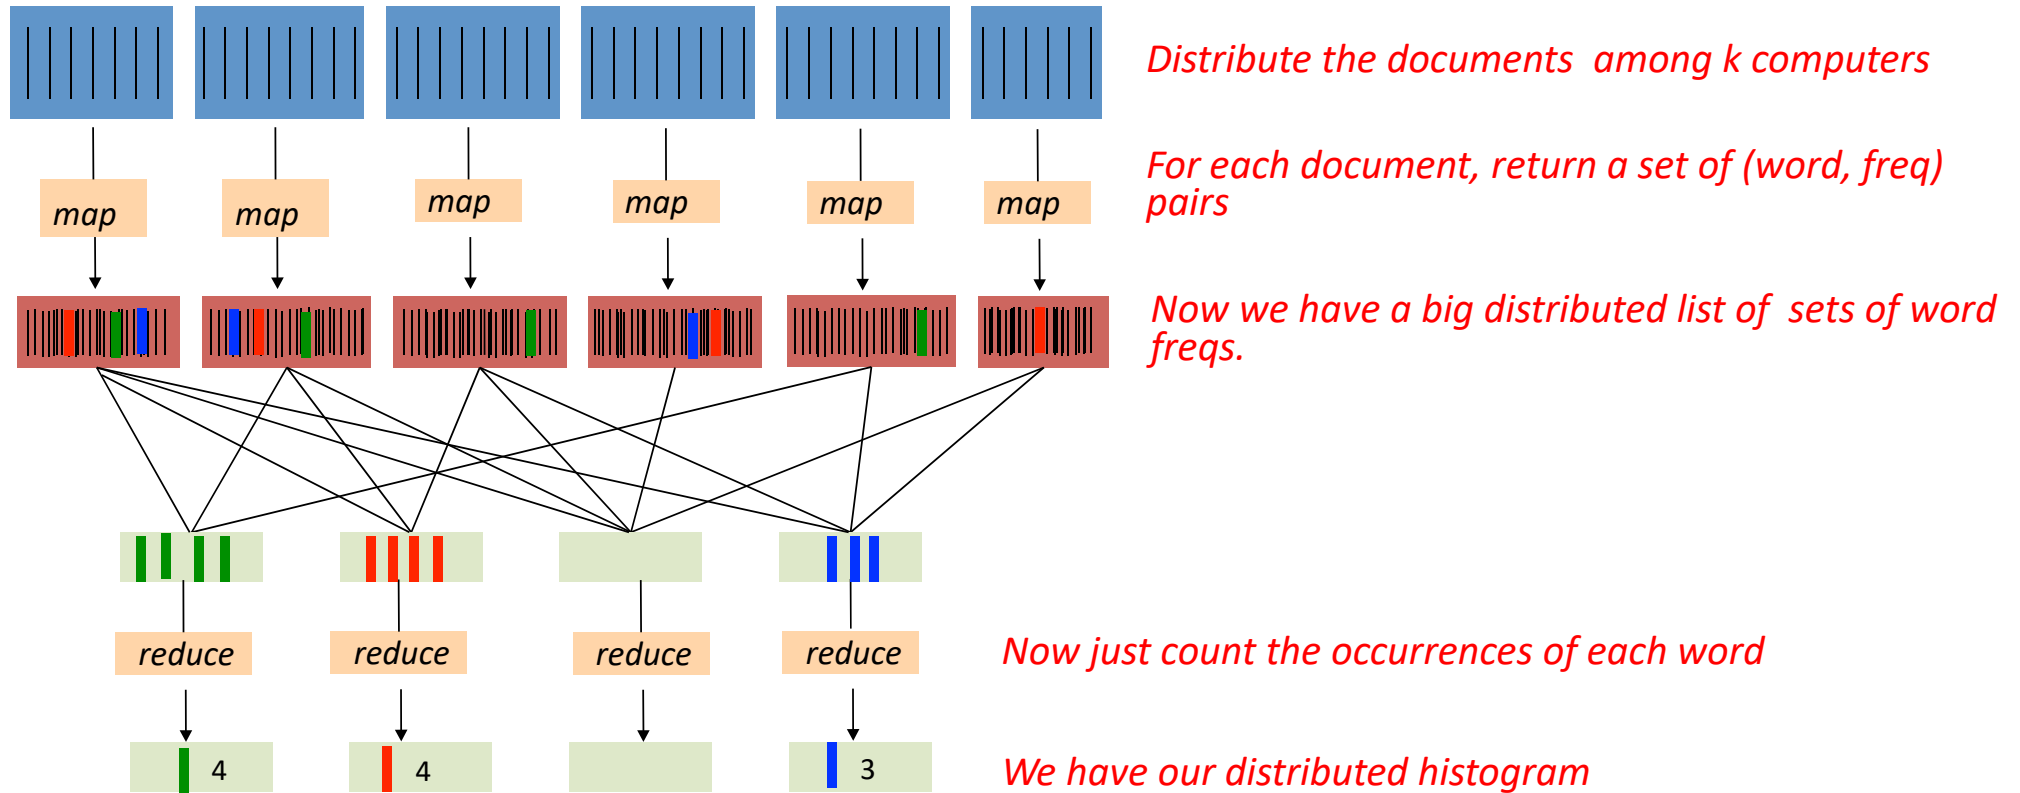 Distribute the documents  among k computers
For each document, return a set of (word, freq)
pairs
map map map map map map
Now we have a big distributed list of  sets of word
freqs.
reduce reduce reduce reduce
Now just count the occurrences of each word
4 4 3
We have our distributed histogram